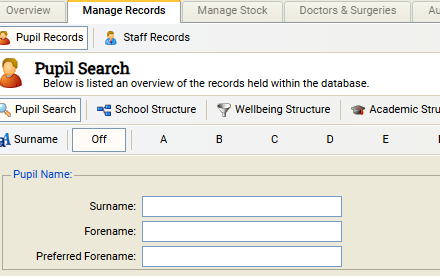 Overview Manage Records Manage Stock Doctors & Surgeries
Pupil Records Staff Records
Pupil Search
Below is listed an overview of the records held within the database.
Pupil Search School Structure Wellbeing Structure Academic Stru
Surname Off A B C D E
Pupil Name:
Surname:
Forename:
Preferred Forename: